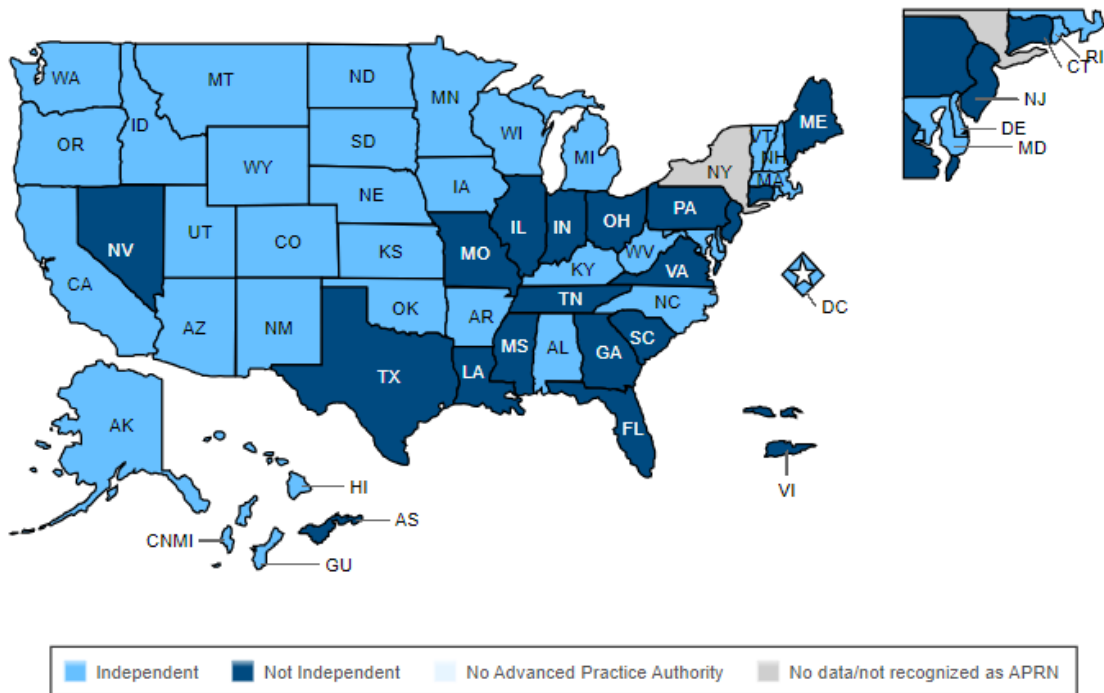 WA
MT
ND
MN
OR
ID
WY
SD
WI
MI
VT
NH
MA
ME
NY
NV
UT
CO
NE
IA
IL
IN
OH
PA
CA
KS
MO
KY
WV
VA
AZ
NM
OK
AR
TN
NC
TX
LA
MS
AL
GA
SC
FL
AK
HI
AS
CNMI
GU
RI
CT
NJ
DE
MD
DC
VI
Independent
Not Independent
No Advanced Practice Authority
No data/not recognized as APRN